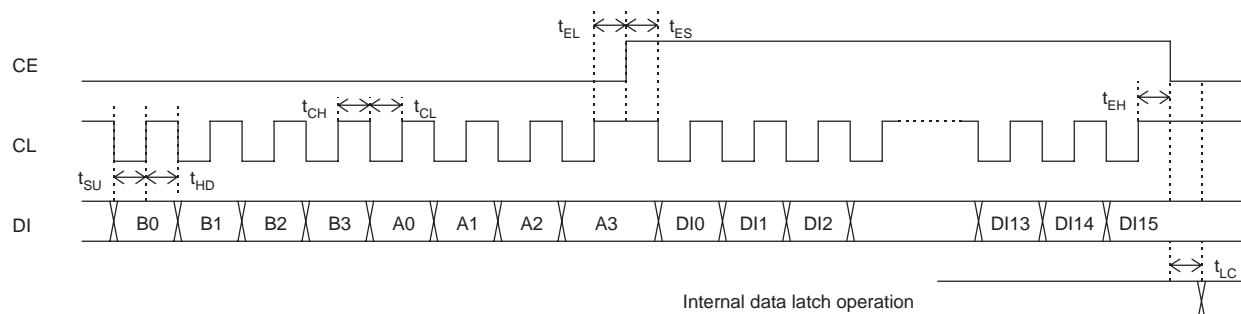 tEL tES
CE
tCH tCL tEH
CL
tSU tHD
DI B0 B1 B2 B3 A0 A1 A2 A3 DI0 DI1 DI2 DI13 DI14 DI15
tLC
Internal data latch operation